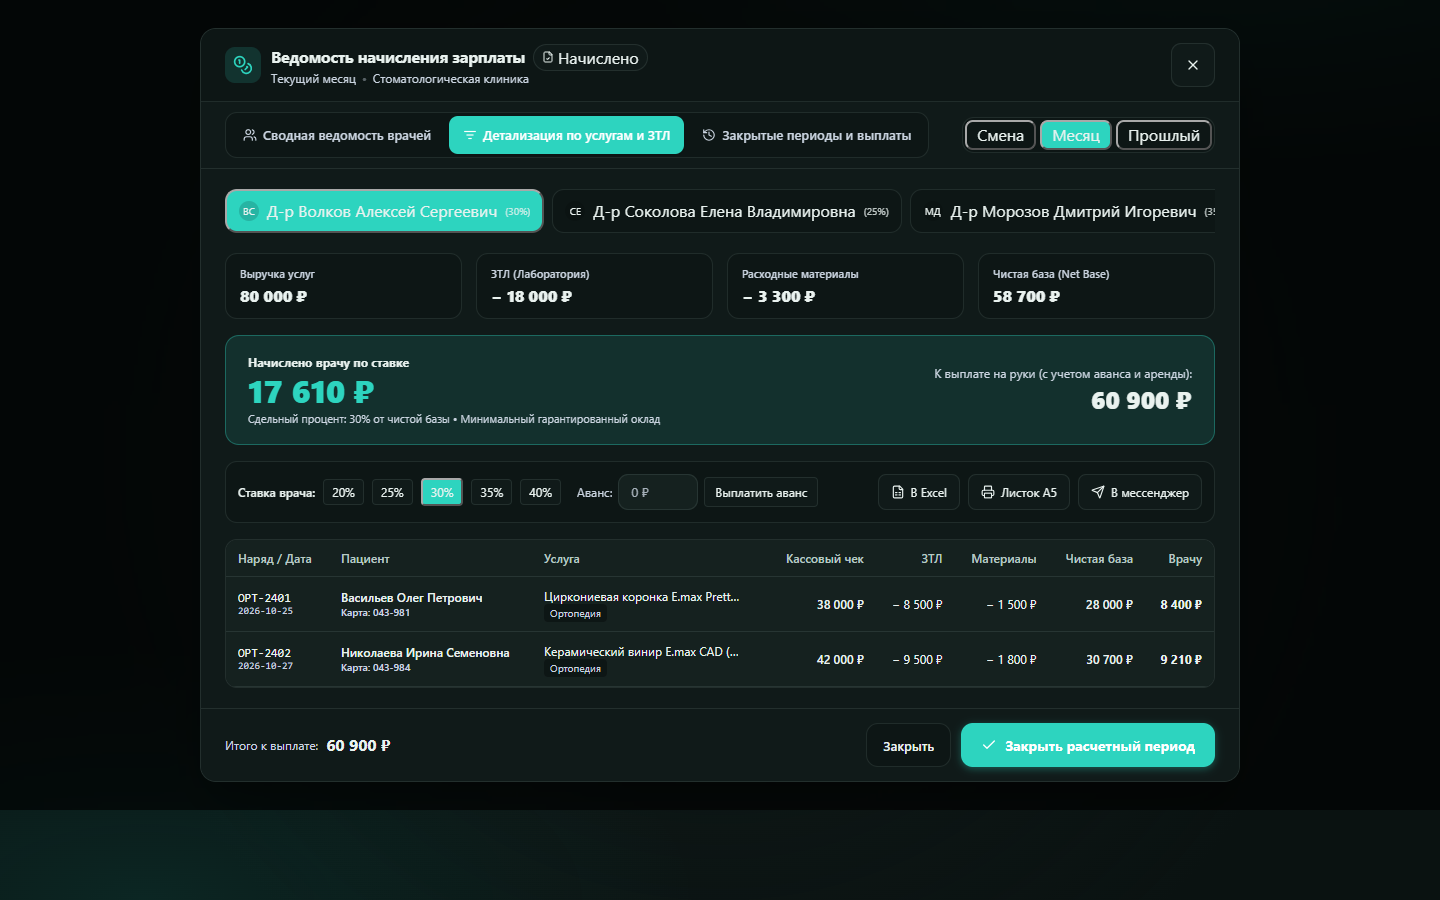 Ведомость начисления зарплаты
Начислено
Текущий месяц • Стоматологическая клиника
Сводная ведомость врачей
Детализация по услугам и ЗТЛ
Закрытые периоды и выплаты
Смена
Месяц
Прошлый
ВС Д-р Волков Алексей Сергеевич (30%)
СЕ Д-р Соколова Елена Владимировна (25%)
МД Д-р Морозов Дмитрий Игоревич
Выручка услуг
80 000 ₽
ЗТЛ (Лаборатория)
− 18 000 ₽
Расходные материалы
− 3 300 ₽
Чистая база (Net Base)
58 700 ₽
Начислено врачу по ставке
17 610 ₽
Сдельный процент: 30% от чистой базы • Минимальный гарантированный оклад
К выплате на руки (с учетом аванса и аренды):
60 900 ₽
Ставка врача: 20% 25% 30% 35% 40% Аванс: 0 ₽ Выплатить аванс
В Excel
Листок А5
В мессенджер
Наряд / Дата Пациент Услуга Кассовый чек ЗТЛ Материалы Чистая база Врачу
ОРТ-2401
2026-10-25
Васильев Олег Петрович
Карта: 043-981
Циркониевая коронка E.max Prett...
Ортопедия
38 000 ₽ − 8 500 ₽ − 1 500 ₽ 28 000 ₽ 8 400 ₽
ОРТ-2402
2026-10-27
Николаева Ирина Семеновна
Карта: 043-984
Керамический винир E.max CAD (...
Ортопедия
42 000 ₽ − 9 500 ₽ − 1 800 ₽ 30 700 ₽ 9 210 ₽
Итого к выплате: 60 900 ₽
Закрыть
Закрыть расчетный период